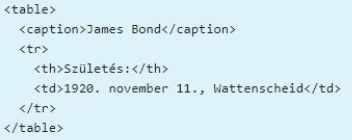 <table>
<caption>James Bond</caption>
<tr>
<th>Születés:</th>
<td>1920. november 11., Wattenscheid</td>
</tr>
</table>